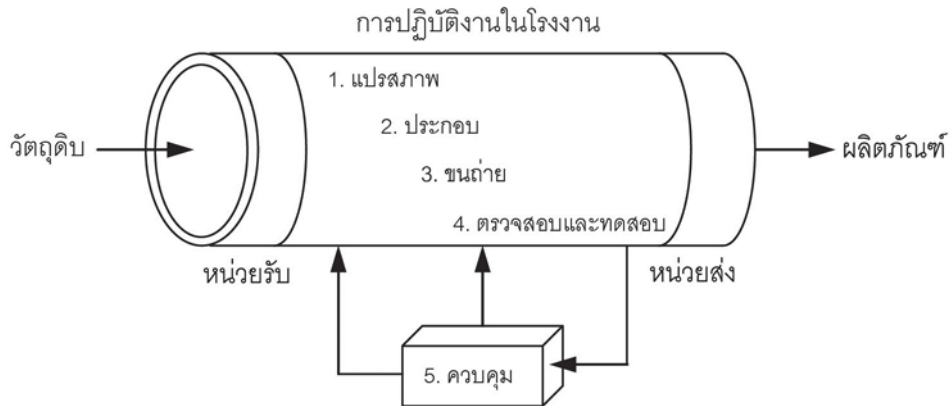 การปฏิบัติงานในโรงงาน
1. แปรสภาพ
2. ประกอบ
วัตถุดิบ
ผลิตภัณฑ์
3. ขนถ่าย
4. ตรวจสอบและทดสอบ
หน่วยรับ
หน่วยส่ง
5. ควบคุม